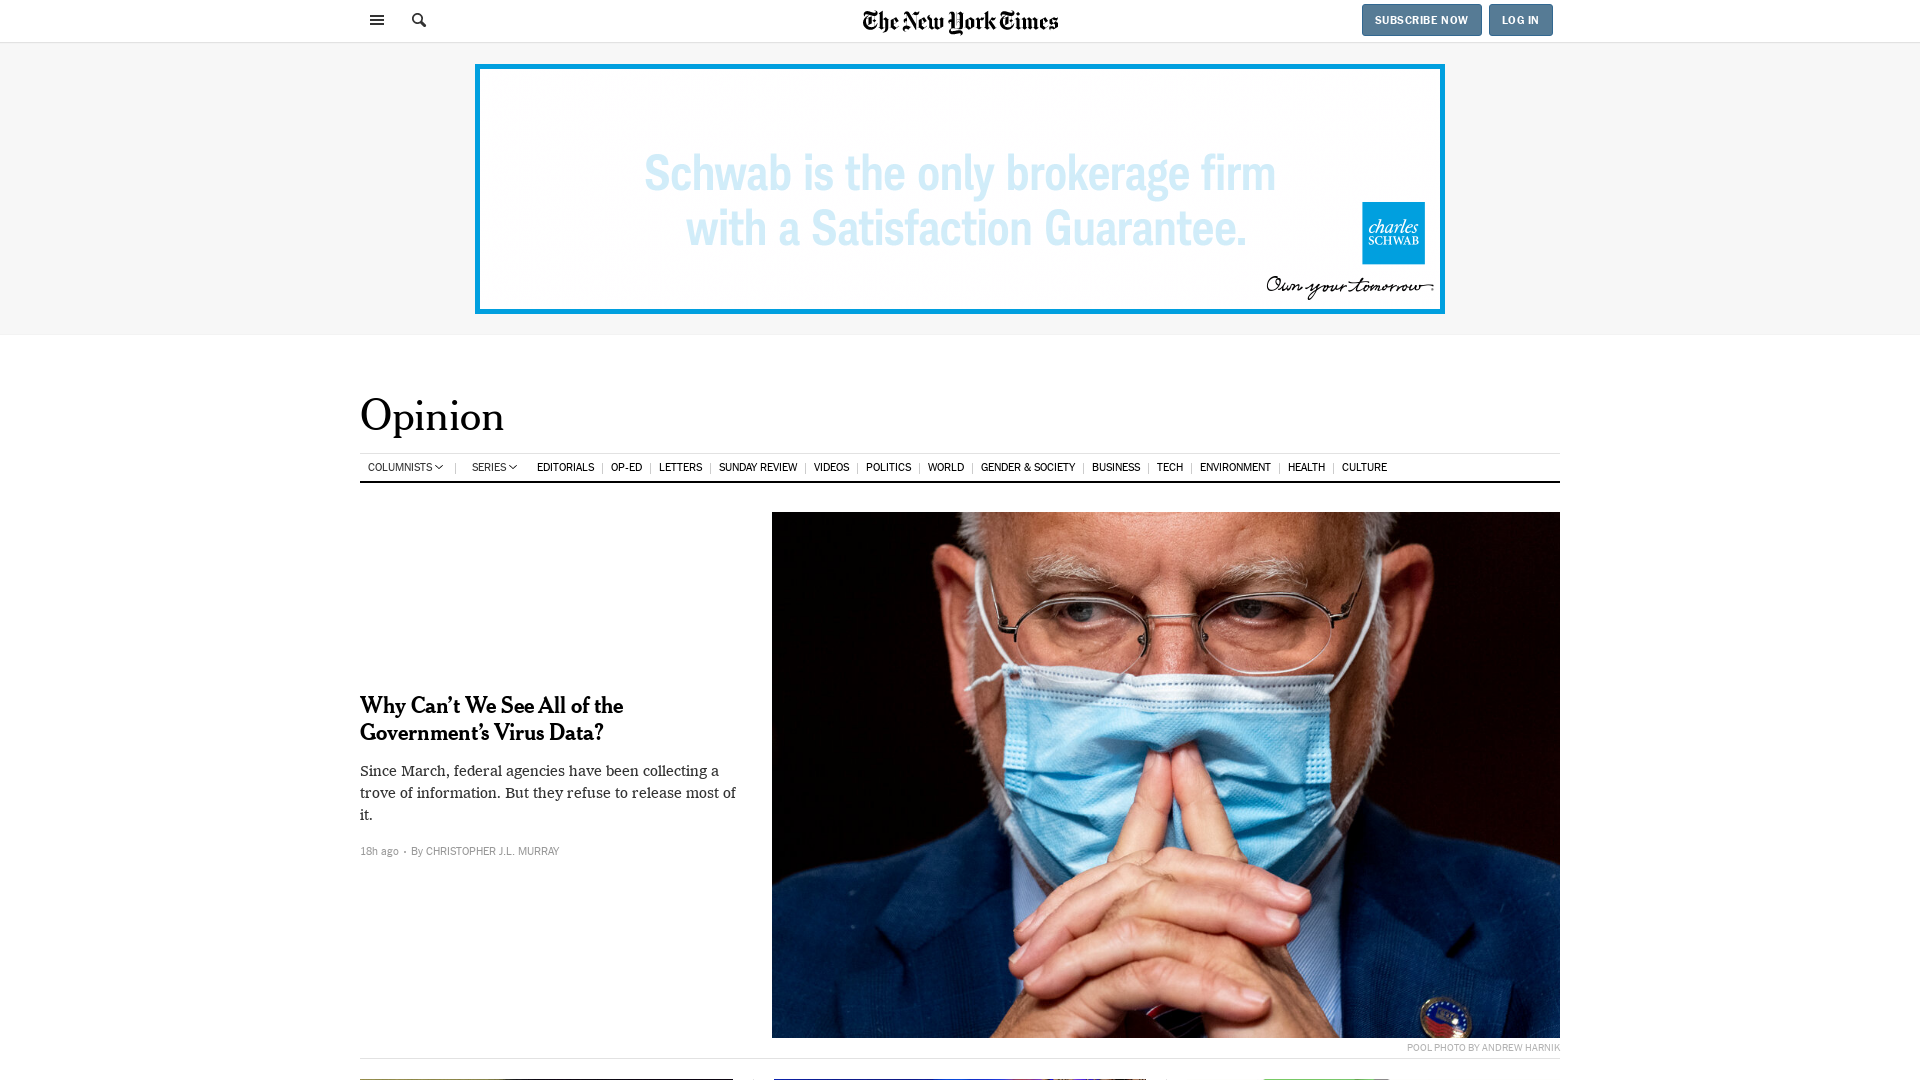 The New York Times
SUBSCRIBE NOW
LOG IN
Schwab is the only brokerage firm
with a Satisfaction Guarantee.
charles
SCHWAB
Own your tomorrow.
Opinion
COLUMNISTS
SERIES
EDITORIALS
OP-ED
LETTERS
SUNDAY REVIEW
VIDEOS
POLITICS
WORLD
GENDER & SOCIETY
BUSINESS
TECH
ENVIRONMENT
HEALTH
CULTURE
Why Can’t We See All of the
Government’s Virus Data?
Since March, federal agencies have been collecting a
trove of information. But they refuse to release most of
it.
18h ago • By CHRISTOPHER J.L. MURRAY
POOL PHOTO BY ANDREW HARNIK